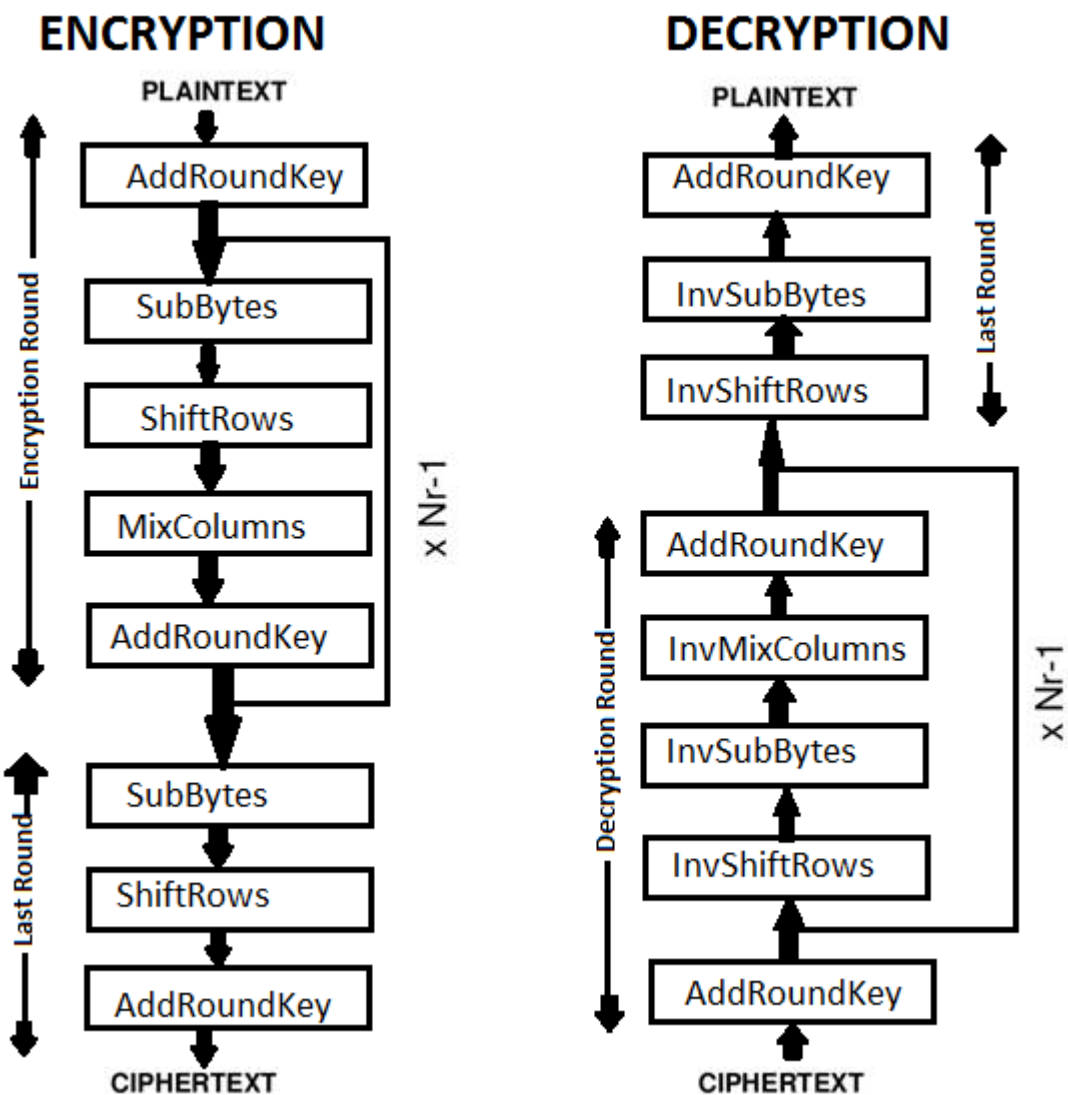 ENCRYPTION
PLAINTEXT
AddRoundKey
SubBytes
ShiftRows
MixColumns
AddRoundKey
SubBytes
ShiftRows
AddRoundKey
CIPHERTEXT
Encryption Round
Last Round
x Nr-1
DECRYPTION
PLAINTEXT
AddRoundKey
InvSubBytes
InvShiftRows
AddRoundKey
InvMixColumns
InvSubBytes
InvShiftRows
AddRoundKey
CIPHERTEXT
Last Round
Decryption Round
x Nr-1